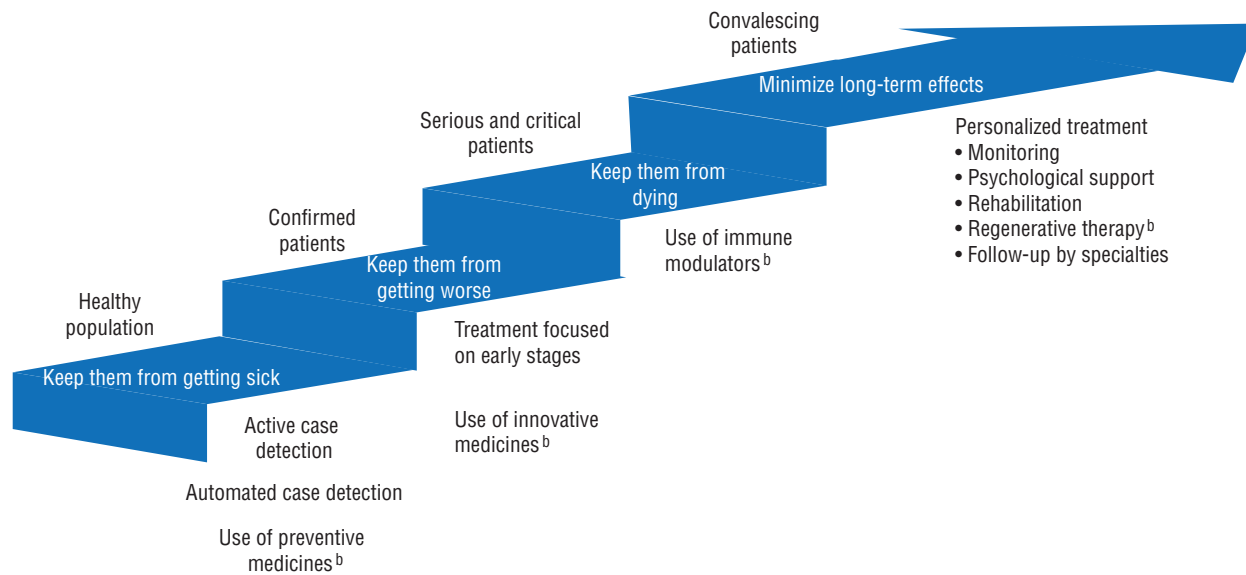 Healthy
population
Keep them from getting sick
Active case
detection
Automated case detection
Use of preventive
medicines b
Confirmed
patients
Keep them from
getting worse
Treatment focused
on early stages
Use of innovative
medicines b
Serious and critical
patients
Keep them from
dying
Use of immune
modulators b
Convalescing
patients
Minimize long-term effects
Personalized treatment
• Monitoring
• Psychological support
• Rehabilitation
• Regenerative therapy b
• Follow-up by specialties